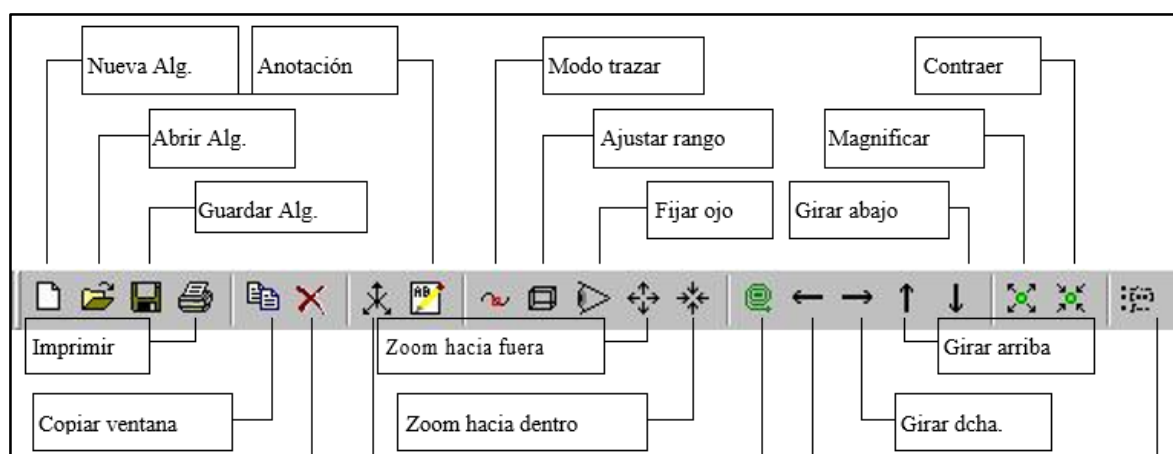 Nueva Alg.
Anotación
Modo trazar
Contraer
Abrir Alg.
Ajustar rango
Magnificar
Guardar Alg.
Fijar ojo
Girar abajo
AB
Imprimir
Zoom hacia fuera
Girar arriba
Copiar ventana
Zoom hacia dentro
Girar dcha.